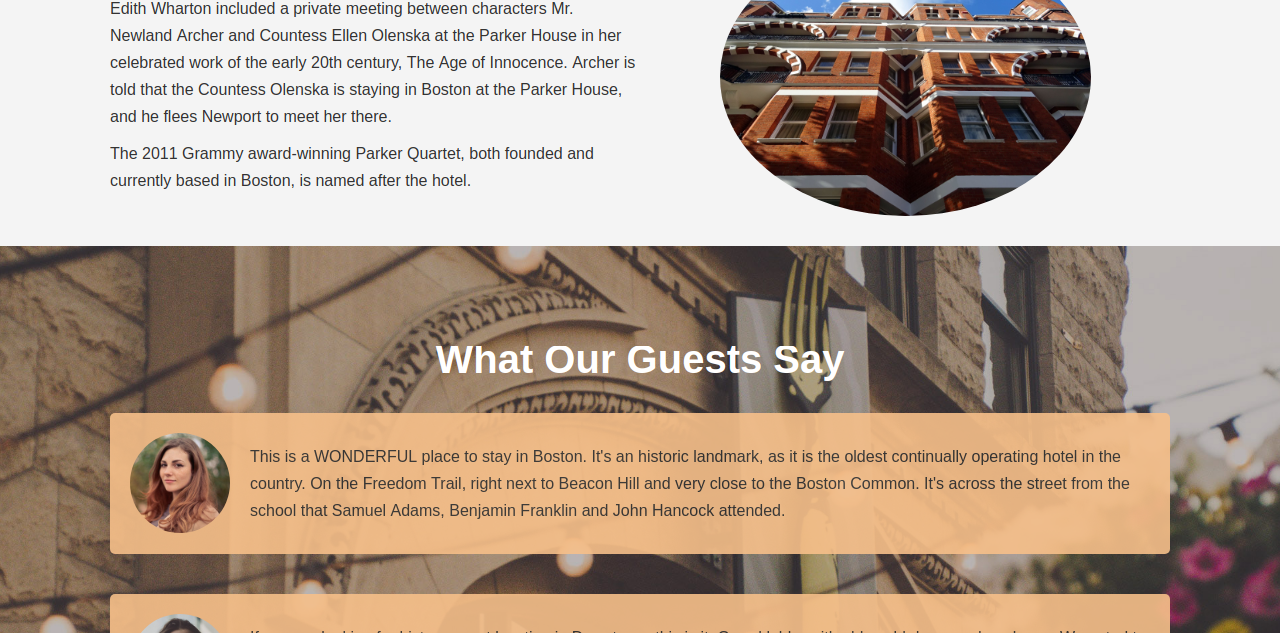 Edith Wharton included a private meeting between characters Mr.
Newland Archer and Countess Ellen Olenska at the Parker House in her
celebrated work of the early 20th century, The Age of Innocence. Archer is
told that the Countess Olenska is staying in Boston at the Parker House,
and he flees Newport to meet her there.
The 2011 Grammy award-winning Parker Quartet, both founded and
currently based in Boston, is named after the hotel.
What Our Guests Say
This is a WONDERFUL place to stay in Boston. It's an historic landmark, as it is the oldest continually operating hotel in the
country. On the Freedom Trail, right next to Beacon Hill and very close to the Boston Common. It's across the street from the
school that Samuel Adams, Benjamin Franklin and John Hancock attended.